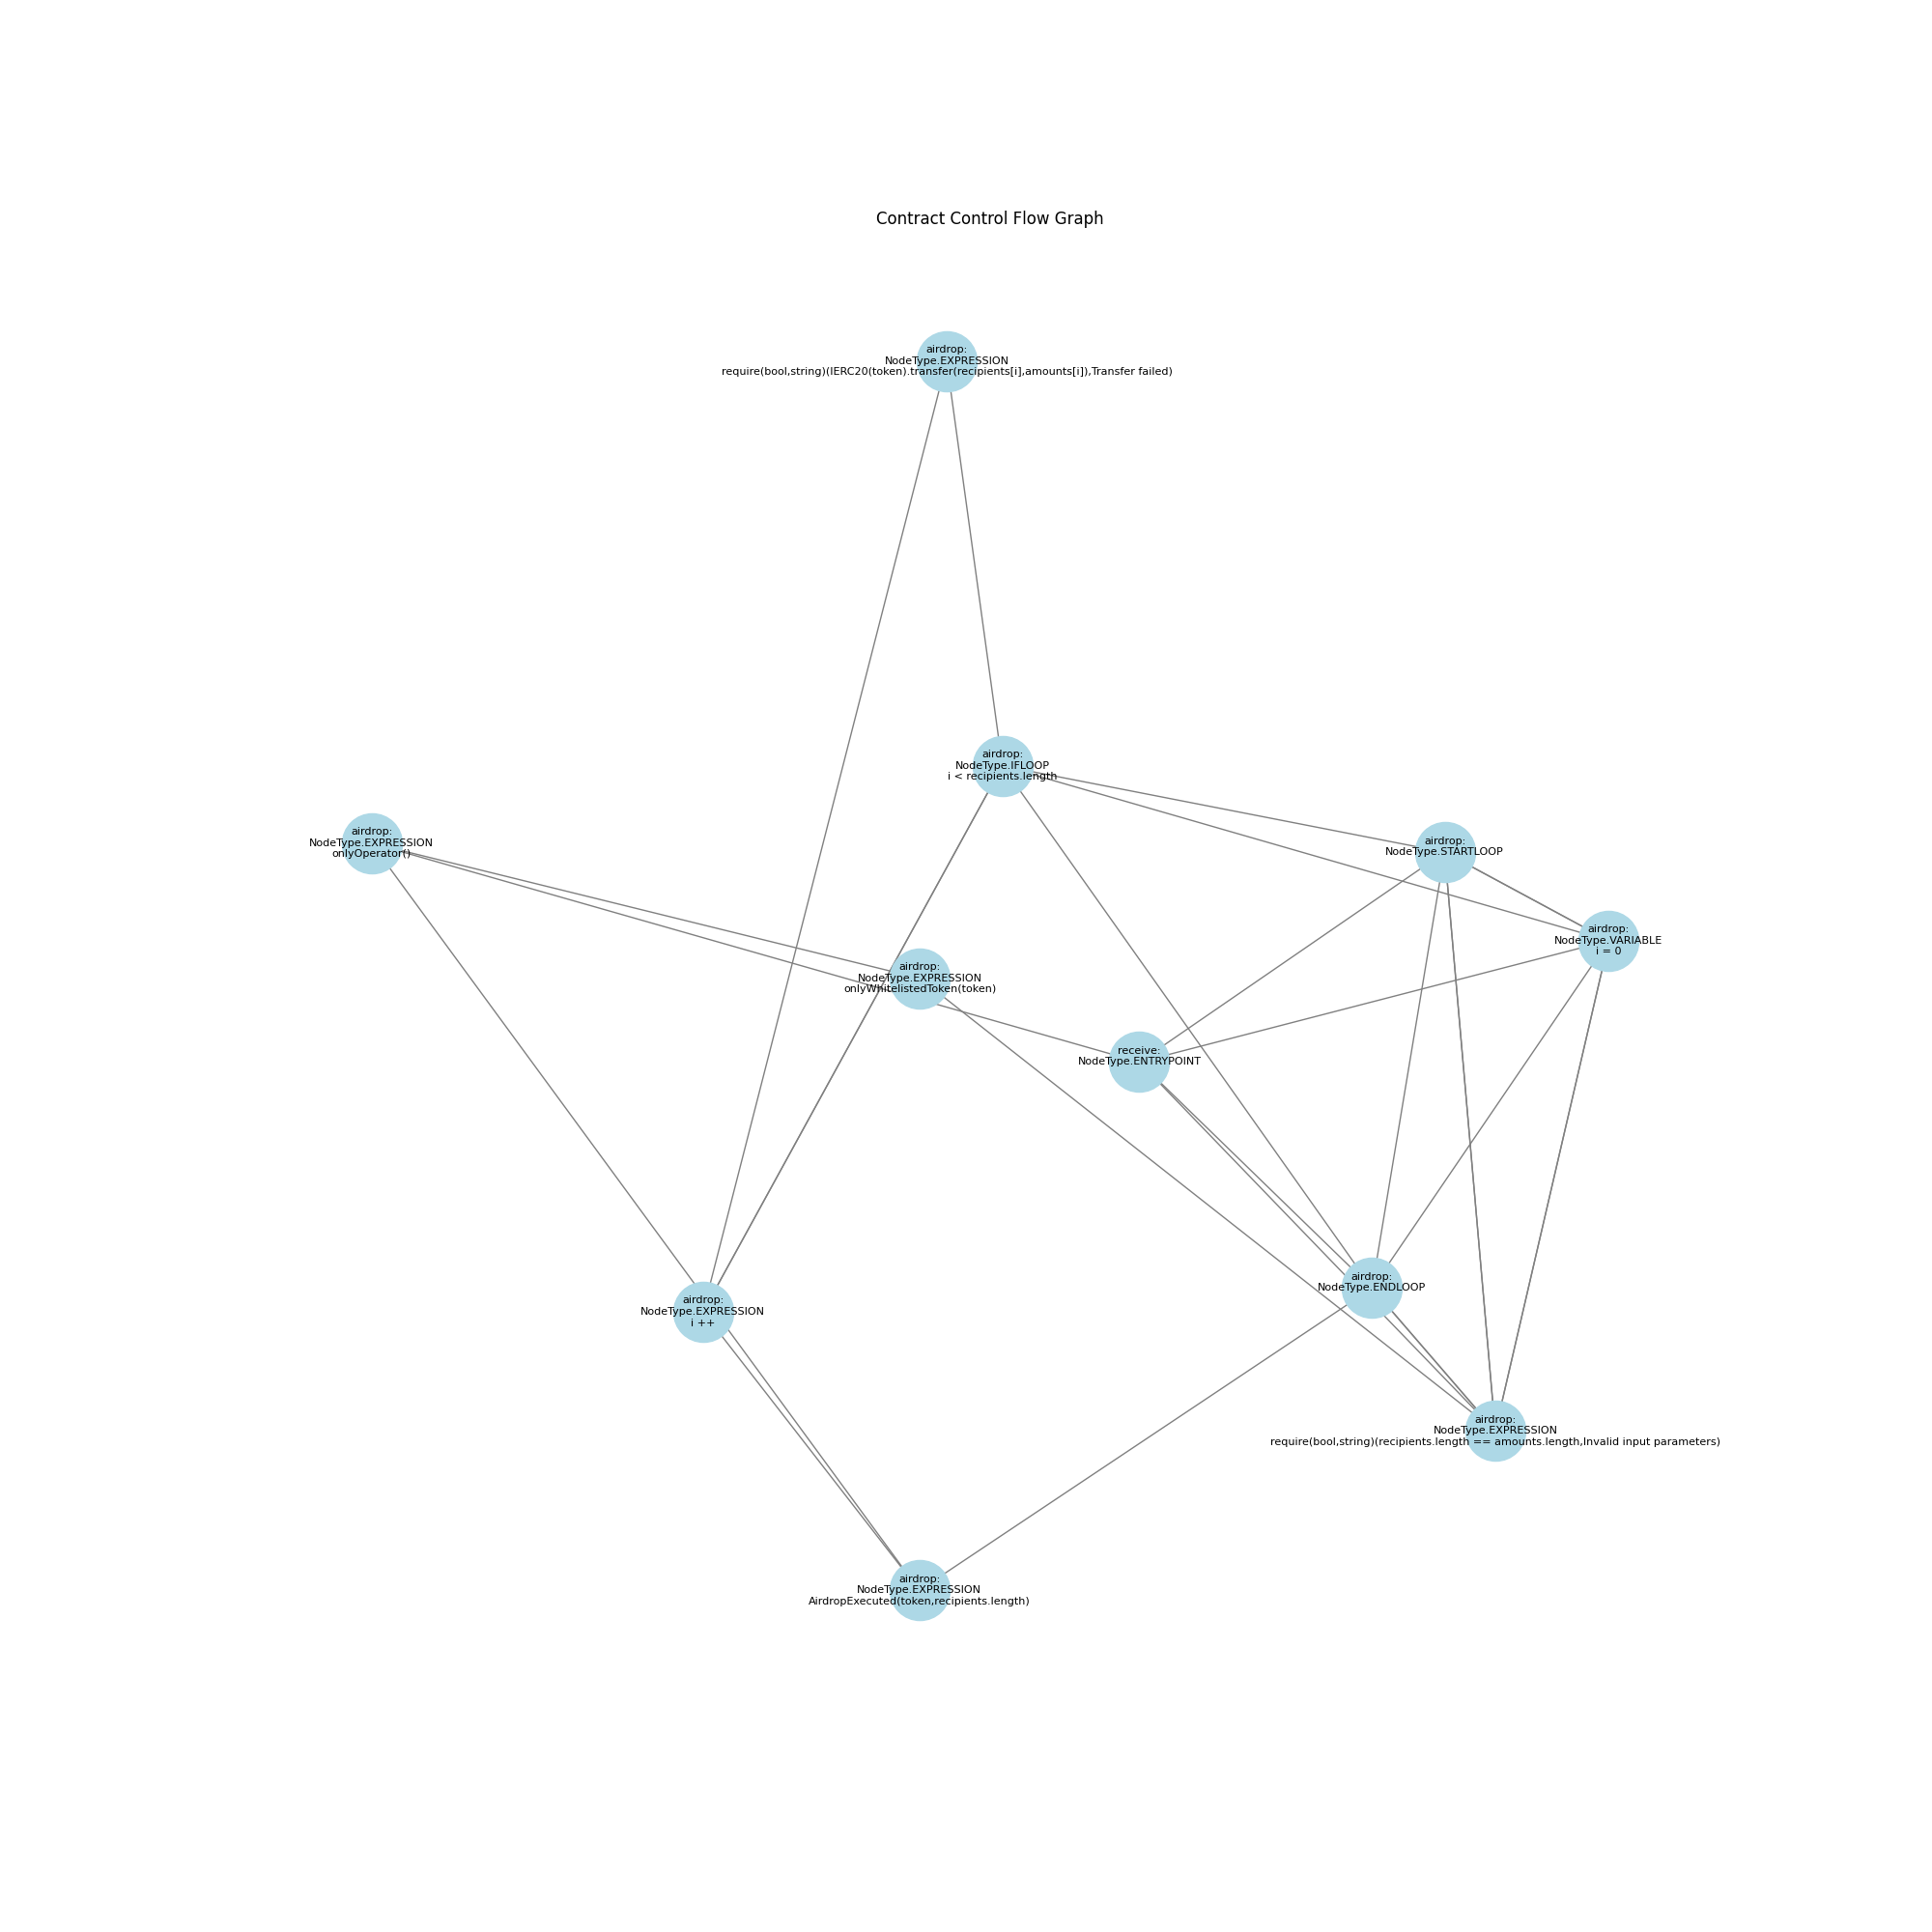 Contract Control Flow Graph
airdrop:
NodeType.EXPRESSION
require(bool,string)(IERC20(token).transfer(recipients[i],amounts[i]),Transfer failed)
airdrop:
NodeType.IFLOOP
i < recipients.length
airdrop:
NodeType.EXPRESSION
onlyOperator()
airdrop:
NodeType.STARTLOOP
airdrop:
NodeType.VARIABLE
i = 0
airdrop:
NodeType.EXPRESSION
onlyWhitelistedToken(token)
receive:
NodeType.ENTRYPOINT
airdrop:
NodeType.ENDLOOP
airdrop:
NodeType.EXPRESSION
i ++
airdrop:
NodeType.EXPRESSION
require(bool,string)(recipients.length == amounts.length,Invalid input parameters)
airdrop:
NodeType.EXPRESSION
AirdropExecuted(token,recipients.length)